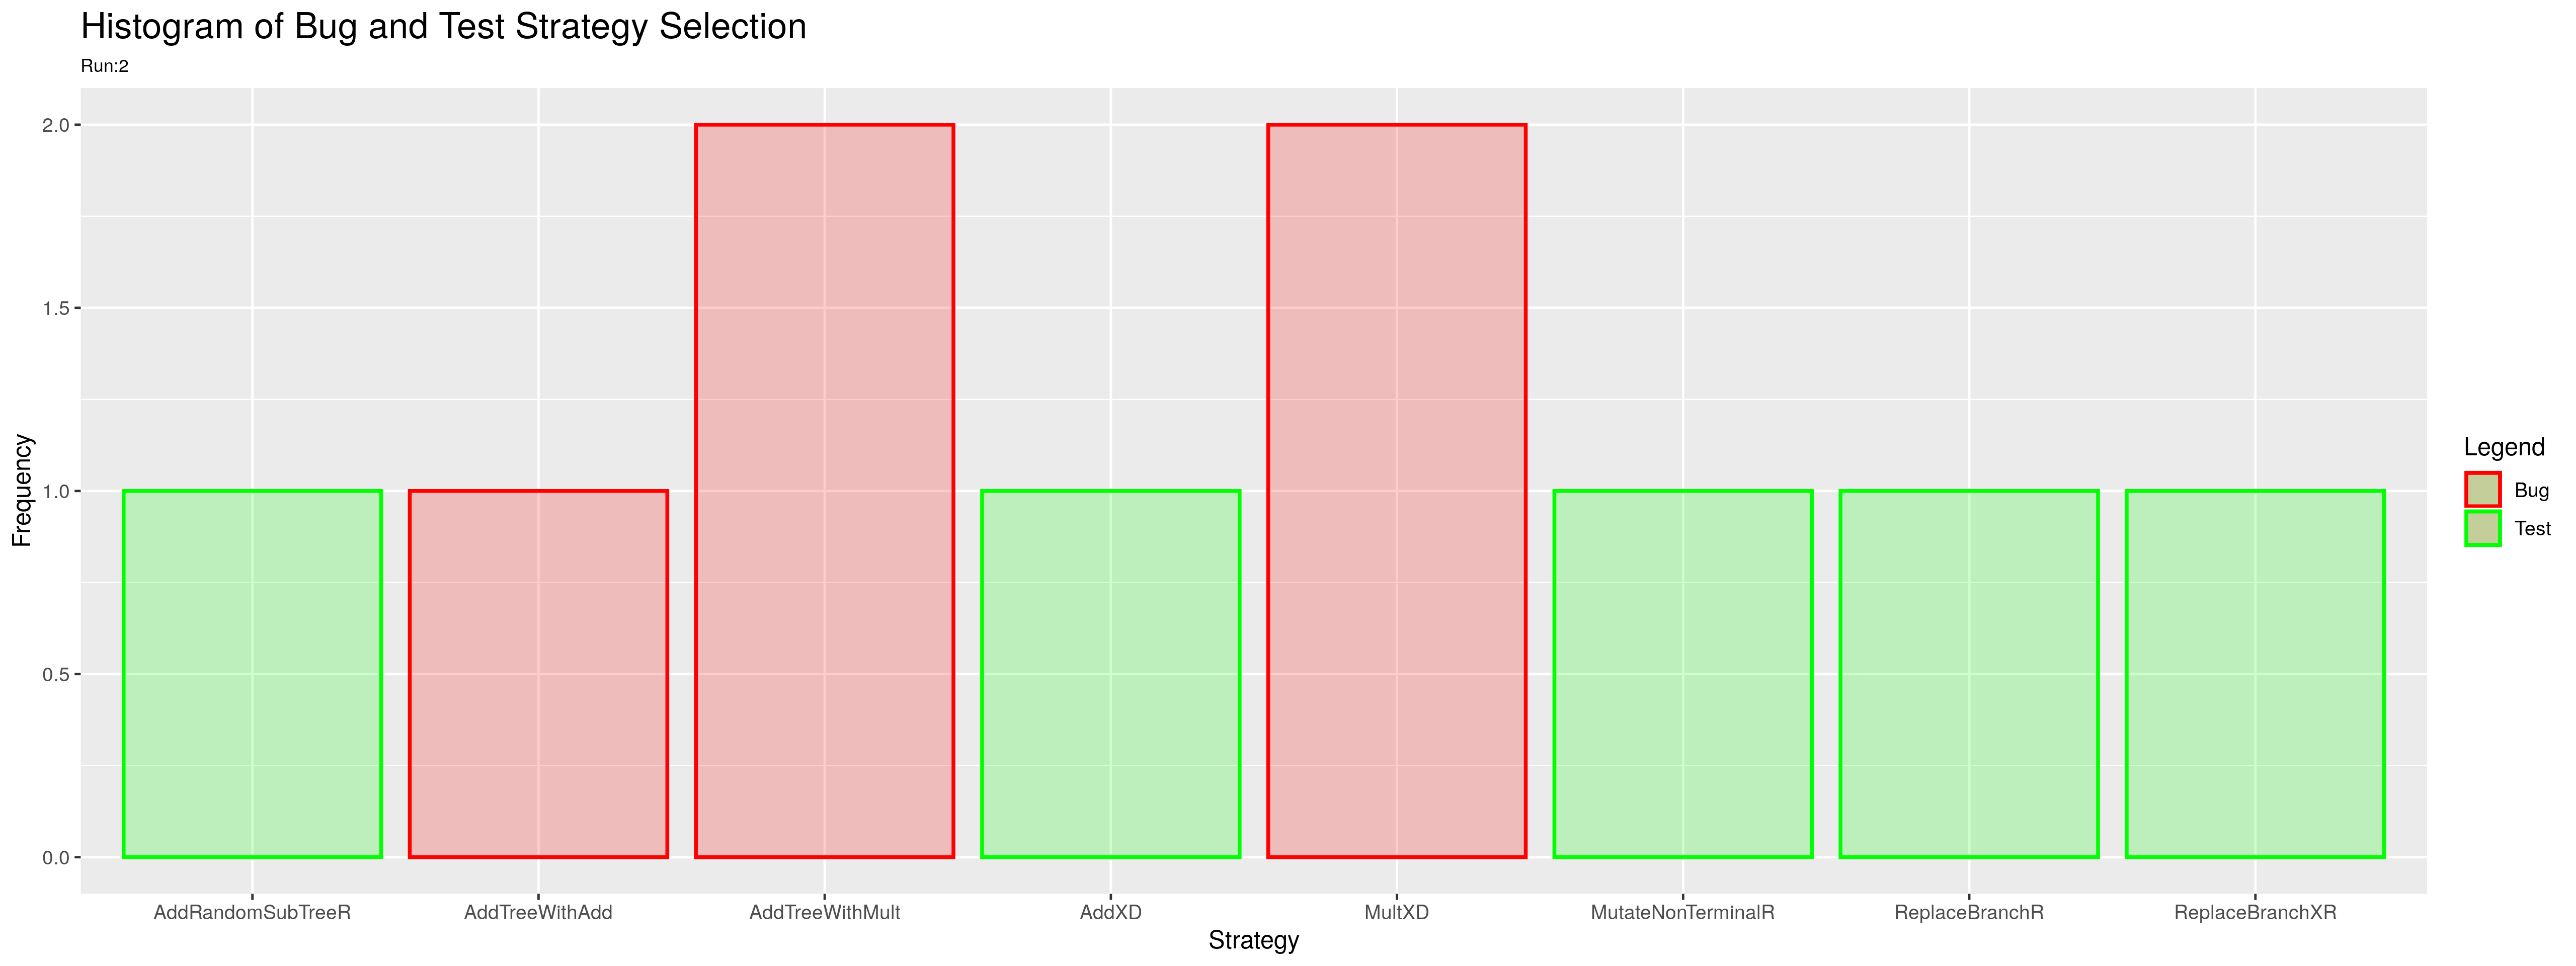 Histogram of Bug and Test Strategy Selection
Run:2
Frequency
2.0
1.5
1.0
0.5
0.0
AddRandomSubTreeR AddTreeWithAdd AddTreeWithMult AddXD MultXD MutateNonTerminalR ReplaceBranchR ReplaceBranchXR
Strategy
Legend
Bug
Test